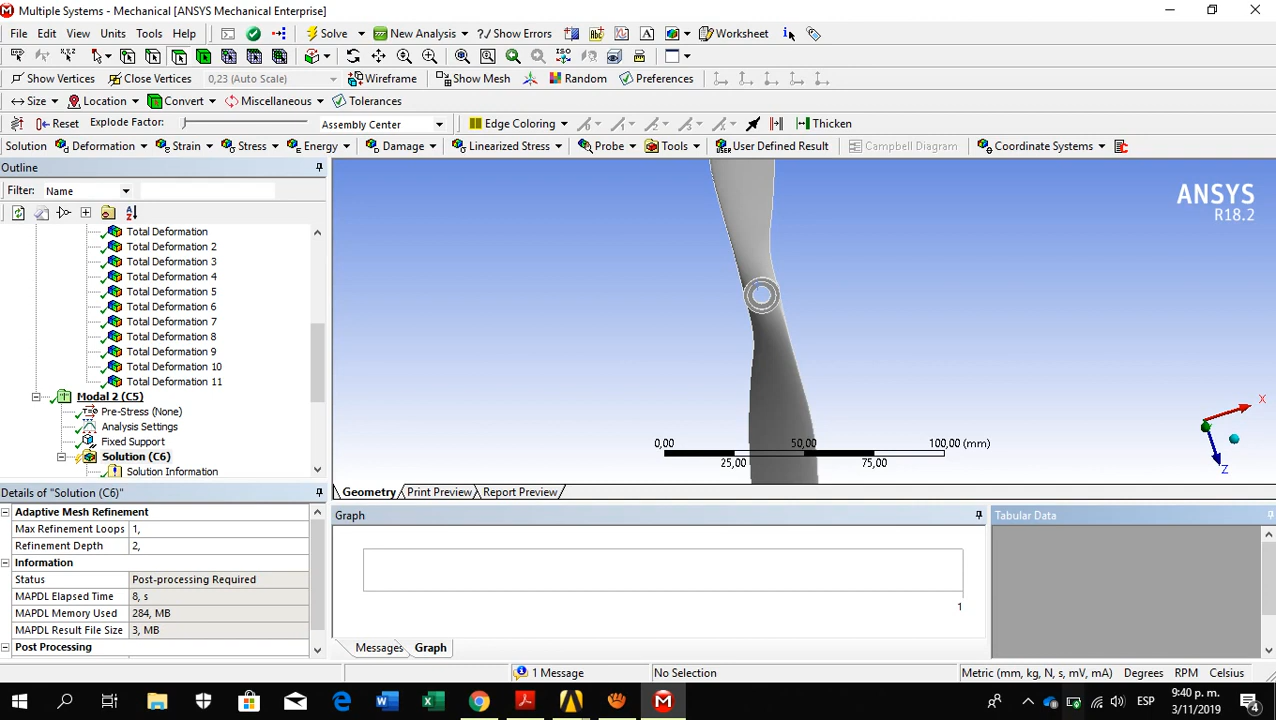 Multiple Systems - Mechanical [ANSYS Mechanical Enterprise]
File Edit View Units Tools Help Solve New Analysis Show Errors Worksheet
Show Vertices Close Vertices 0,23 (Auto Scale) Wireframe Show Mesh Random Preferences
Size Location Convert Miscellaneous Tolerances
Reset Explode Factor: Assembly Center Edge Coloring Thicken
Solution Deformation Strain Stress Energy Damage Linearized Stress Probe Tools User Defined Result Campbell Diagram Coordinate Systems
Outline
Filter: Name
Total Deformation
Total Deformation 2
Total Deformation 3
Total Deformation 4
Total Deformation 5
Total Deformation 6
Total Deformation 7
Total Deformation 8
Total Deformation 9
Total Deformation 10
Total Deformation 11
Modal 2 (C5)
Pre-Stress (None)
Analysis Settings
Fixed Support
Solution (C6)
Solution Information
Details of "Solution (C6)"
Adaptive Mesh Refinement
Max Refinement Loops 1,
Refinement Depth 2,
Information
Status Post-processing Required
MAPDL Elapsed Time 8, s
MAPDL Memory Used 284, MB
MAPDL Result File Size 3, MB
Post Processing
ANSYS
R18.2
X
Z
0,00 50,00 100,00 (mm)
25,00 75,00
Geometry Print Preview Report Preview
Graph
1
Messages Graph
Tabular Data
1 Message No Selection Metric (mm, kg, N, s, mV, mA) Degrees RPM Celsius
ESP
9:40 p. m.
3/11/2019
4